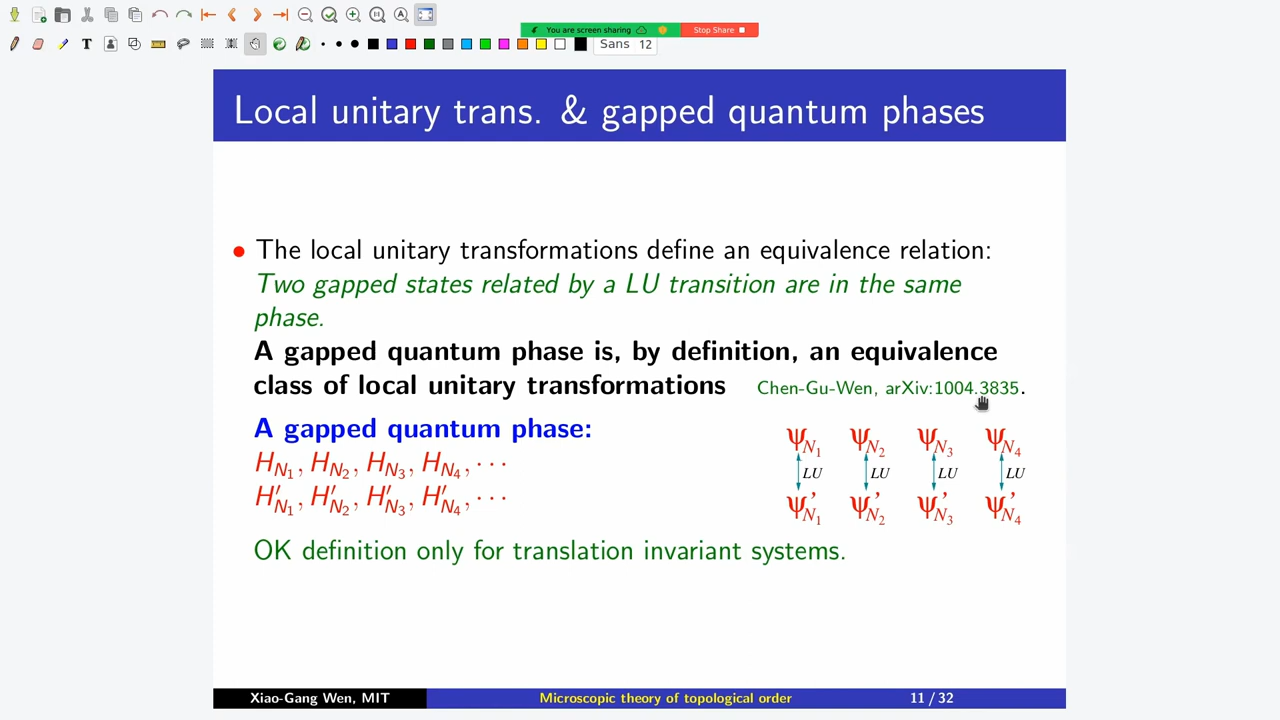 You are screen sharing
Stop Share
T
A
Sans 12
Local unitary trans. & gapped quantum phases
• The local unitary transformations define an equivalence relation:
Two gapped states related by a LU transition are in the same
phase.
A gapped quantum phase is, by definition, an equivalence
class of local unitary transformations Chen-Gu-Wen, arXiv:1004.3835.
A gapped quantum phase:
H_{N_1}, H_{N_2}, H_{N_3}, H_{N_4}, ⋯
H'_{N_1}, H'_{N_2}, H'_{N_3}, H'_{N_4}, ⋯
Ψ_{N_1} Ψ_{N_2} Ψ_{N_3} Ψ_{N_4}
LU LU LU LU
Ψ'_{N_1} Ψ'_{N_2} Ψ'_{N_3} Ψ'_{N_4}
OK definition only for translation invariant systems.
Xiao-Gang Wen, MIT Microscopic theory of topological order 11 / 32